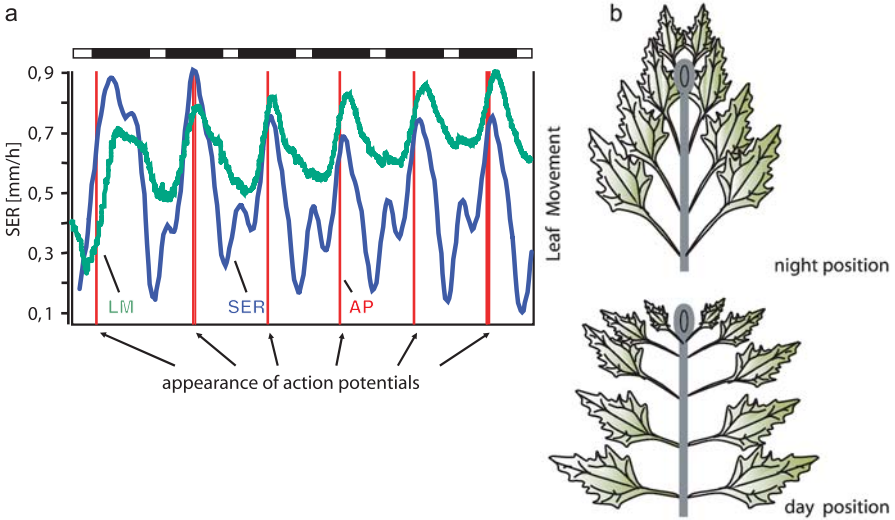 a
0,9
0,7
0,5
0,3
0,1
SER [mm/h]
LM
SER
AP
appearance of action potentials
Leaf Movement
b
night position
day position